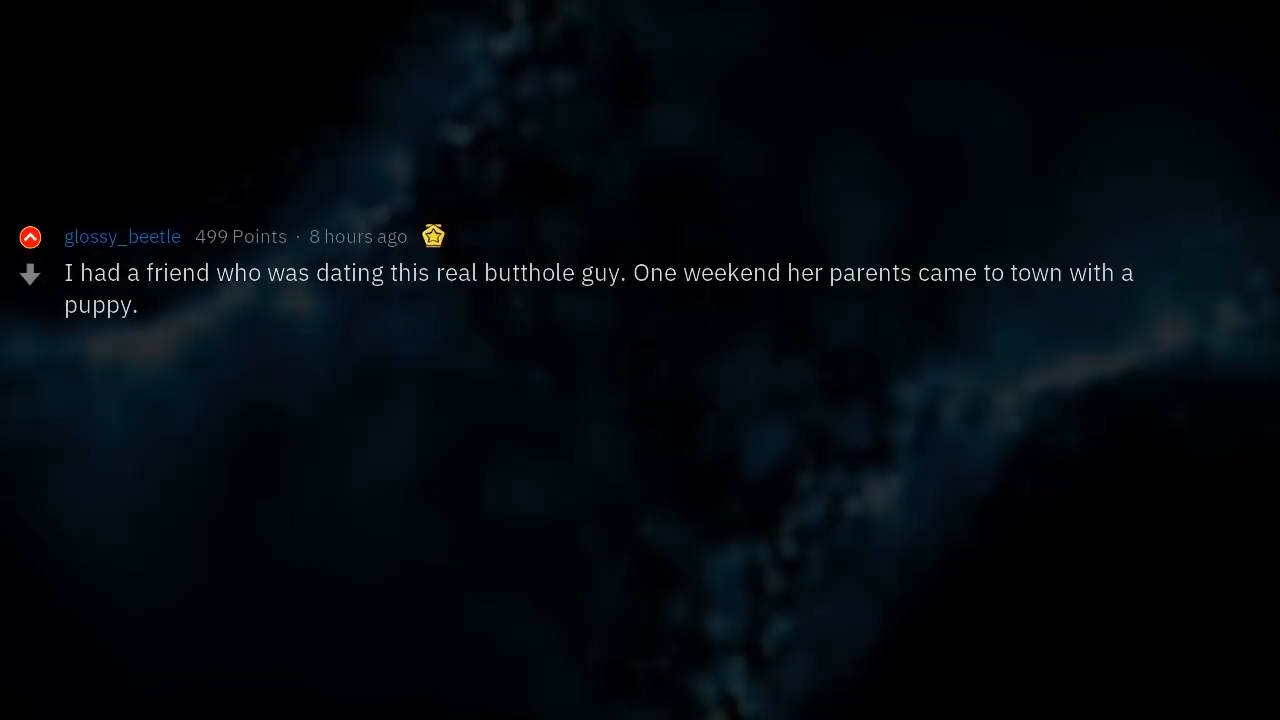 glossy_beetle 499 Points · 8 hours ago
I had a friend who was dating this real butthole guy. One weekend her parents came to town with a
puppy.